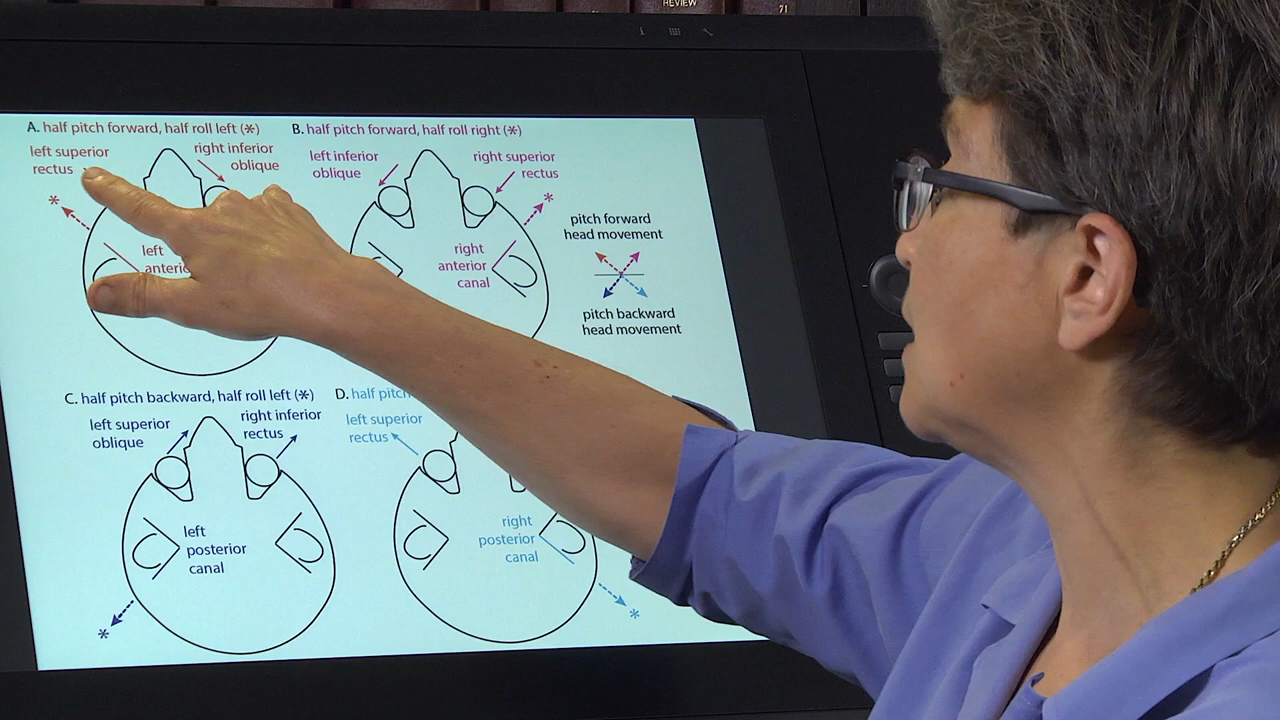 REVIEW
71
A. half pitch forward, half roll left (*)
left superior
rectus
right inferior
oblique
*
left
B. half pitch forward, half roll right (*)
left inferior
oblique
right superior
rectus
*
right
anterior
canal
pitch forward
head movement
pitch backward
head movement
C. half pitch backward, half roll left (*)
left superior
oblique
right inferior
rectus
left
posterior
canal
*
D. half pitch
left superior
rectus
right
posterior
canal
*